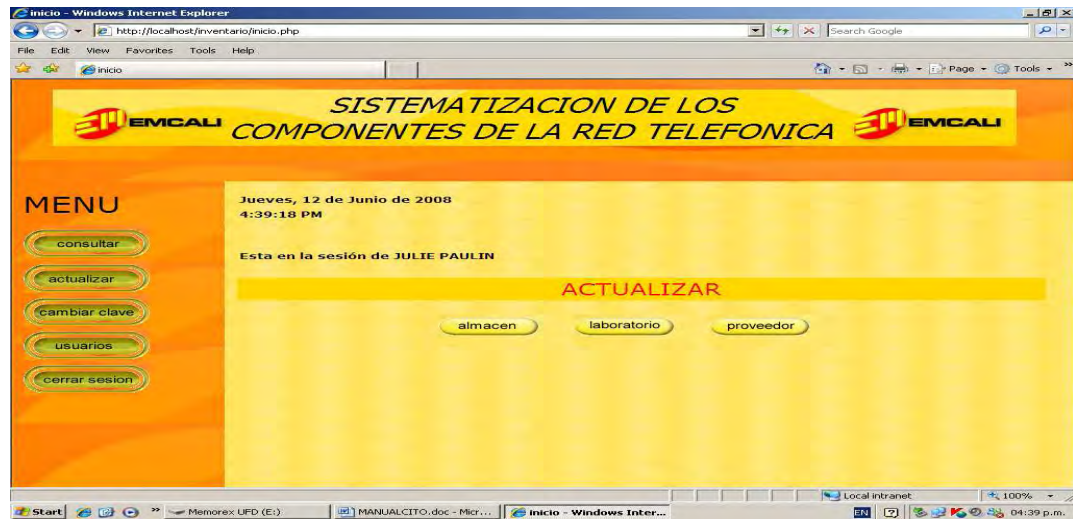 inicio - Windows Internet Explorer
http://localhost/inventario/inicio.php
Search Google
File Edit View Favorites Tools Help
inicio
Page Tools
EMCALI
SISTEMATIZACION DE LOS
COMPONENTES DE LA RED TELEFONICA
EMCALI
MENU
consultar
actualizar
cambiar clave
usuarios
cerrar sesion
Jueves, 12 de Junio de 2008
4:39:18 PM
Esta en la sesión de JULIE PAULIN
ACTUALIZAR
almacen
laboratorio
proveedor
Local intranet
100%
Start
Memorex UFD (E:)
MANUALCITO.doc - Micr...
inicio - Windows Inter...
EN
04:39 p.m.